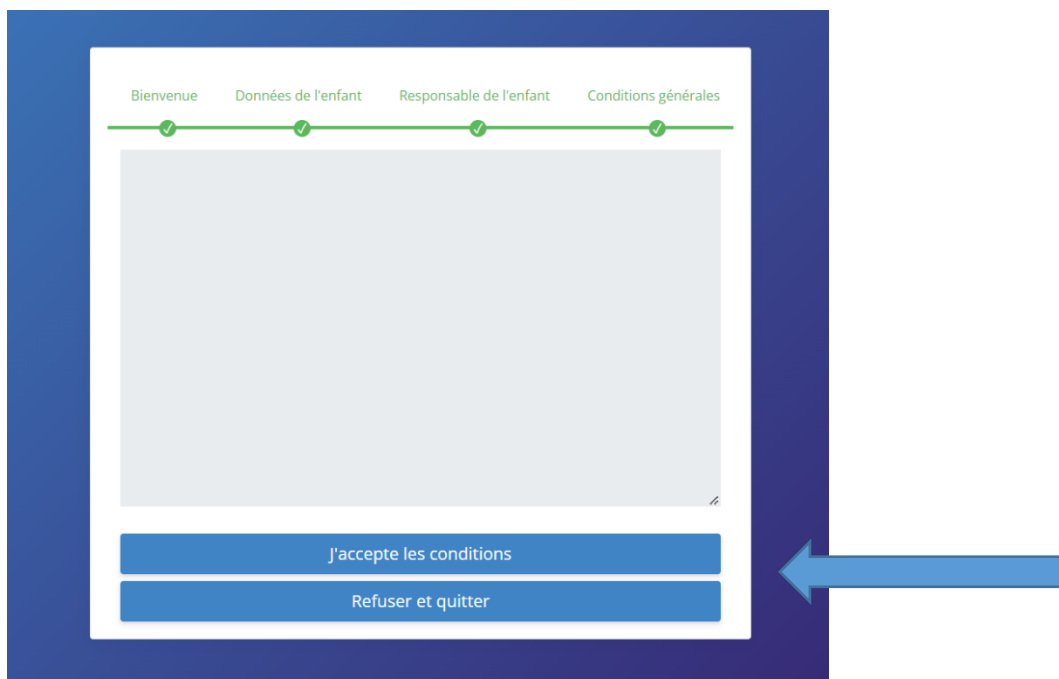 Bienvenue Données de l'enfant Responsable de l'enfant Conditions générales
J'accepte les conditions
Refuser et quitter